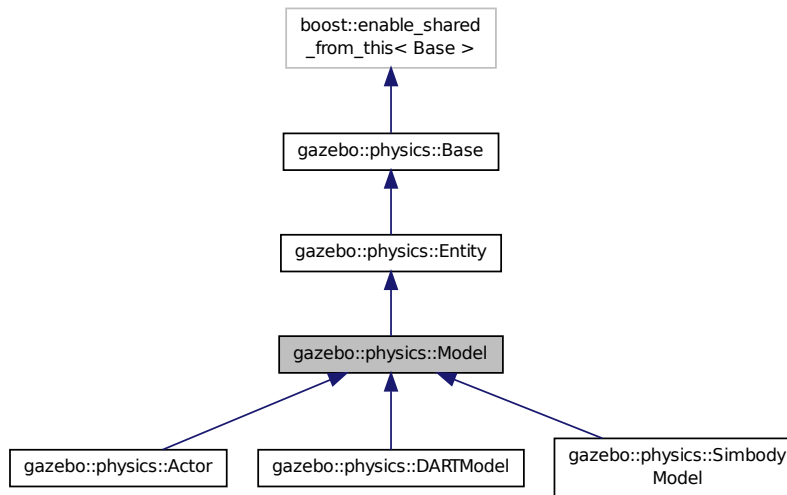 boost::enable_shared
_from_this< Base >
gazebo::physics::Base
gazebo::physics::Entity
gazebo::physics::Model
gazebo::physics::Actor
gazebo::physics::DARTModel
gazebo::physics::Simbody
Model